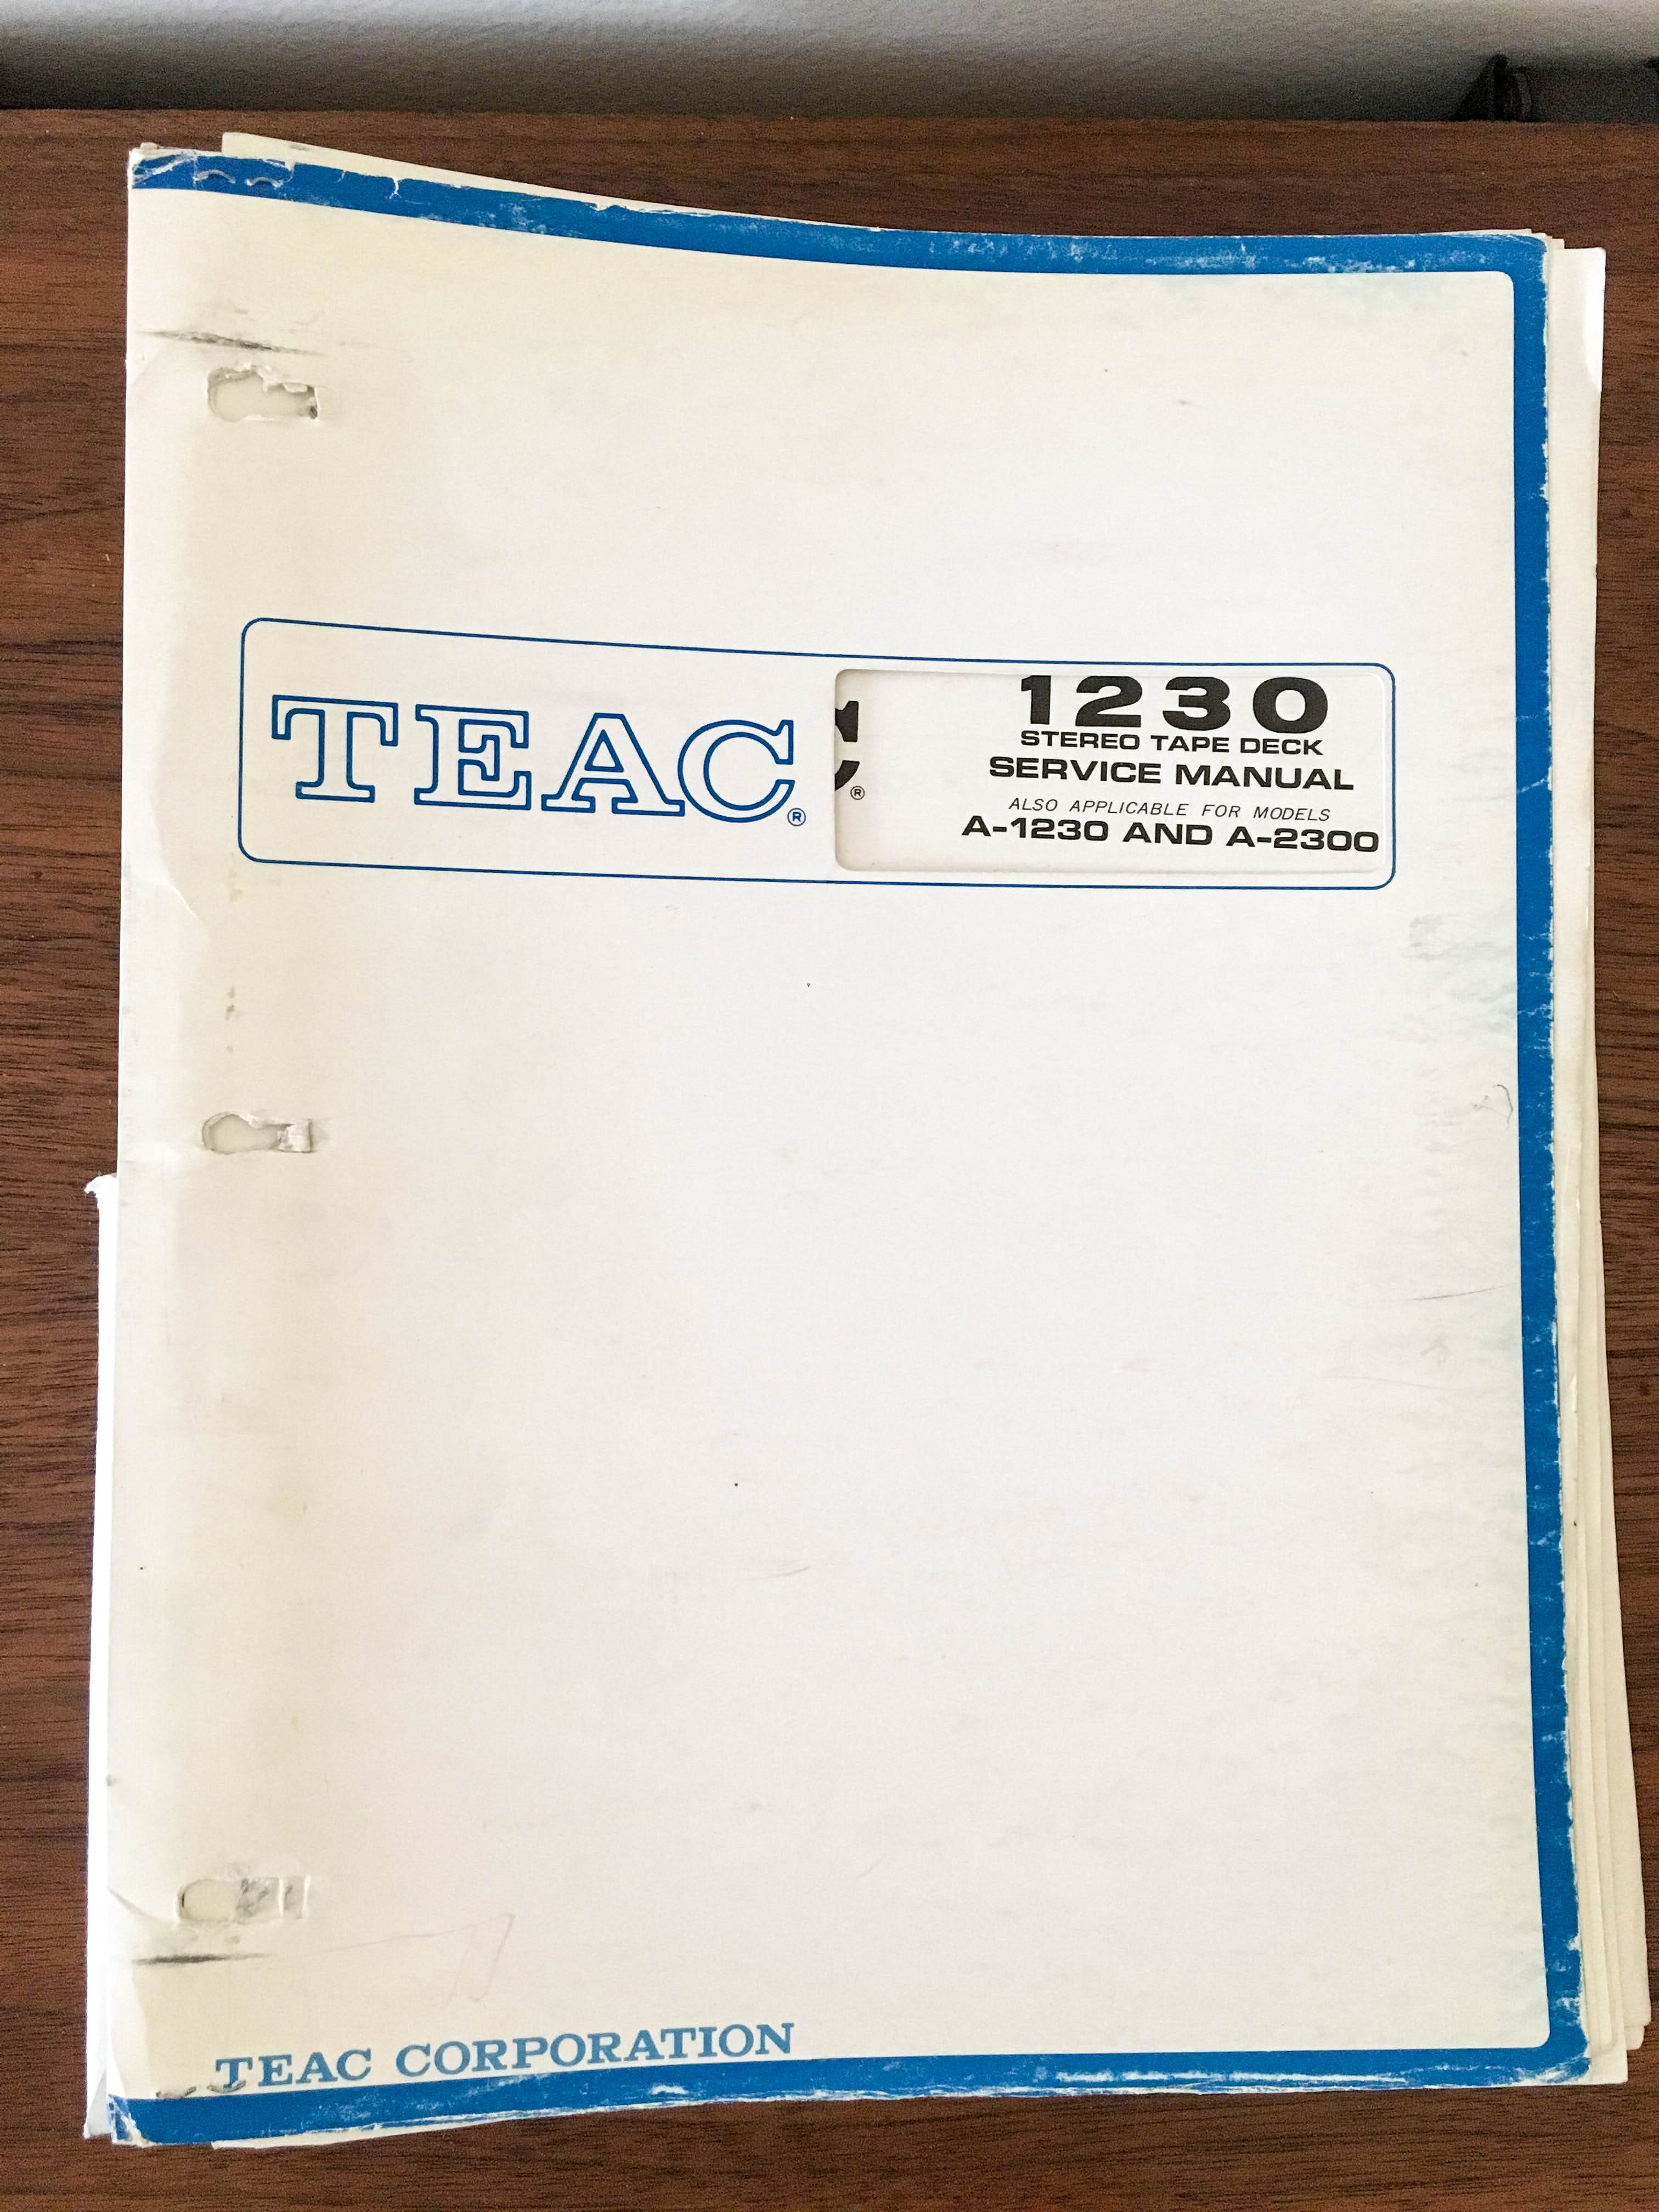 TEAC®
C®
1230
STEREO TAPE DECK
SERVICE MANUAL
ALSO APPLICABLE FOR MODELS
A-1230 AND A-2300
TEAC CORPORATION